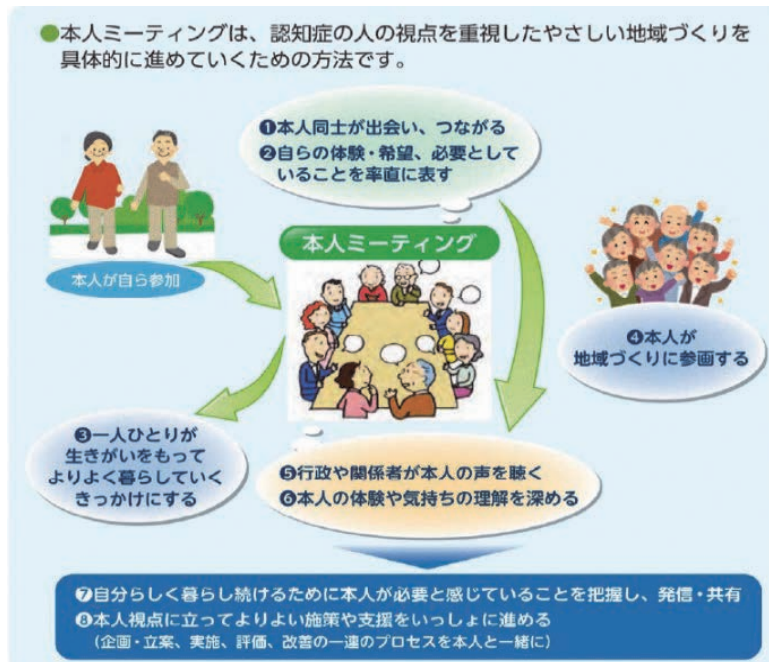 ●本人ミーティングは、認知症の人の視点を重視したやさしい地域づくりを
具体的に進めていくための方法です。
❶本人同士が出会い、つながる
❷自らの体験・希望、必要として
いることを率直に表す
本人ミーティング
本人が自ら参加
❹本人が
地域づくりに参画する
❸一人ひとりが
生きがいをもって
よりよく暮らしていく
きっかけにする
❺行政や関係者が本人の声を聴く
❻本人の体験や気持ちの理解を深める
❼自分らしく暮らし続けるために本人が必要と感じていることを把握し、発信・共有
❽本人視点に立ってよりよい施策や支援をいっしょに進める
(企画・立案、実施、評価、改善の一連のプロセスを本人と一緒に)